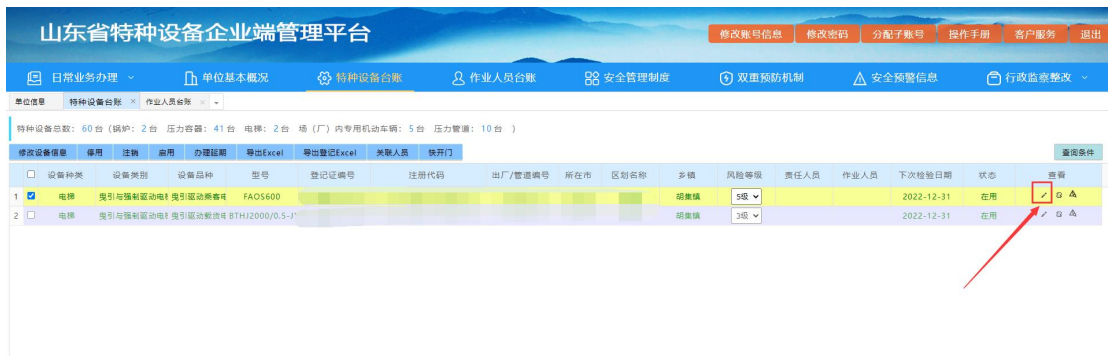 山东省特种设备企业端管理平台
修改账号信息 修改密码 分配子账号 操作手册 客户服务 退出
日常业务办理 单位基本概况 特种设备台账 作业人员台账 安全管理制度 双重预防机制 安全预警信息 行政监察整改
单位信息 特种设备台账 × 作业人员台账 ×
特种设备总数: 60台 (锅炉: 2台 压力容器: 41台 电梯: 2台 场(厂)内专用机动车辆: 5台 压力管道: 10台 )
修改设备信息 停用 注销 启用 办理延期 导出Excel 导出登记Excel 关联人员 快开门 查询条件
设备种类 设备类别 设备品种 型号 登记证编号 注册代码 出厂/管道编号 所在市 区划名称 乡镇 风险等级 责任人员 作业人员 下次检验日期 状态 查看
1 电梯 曳引与强制驱动电 曳引驱动乘客电 FAOS600 胡集镇 5级 2022-12-31 在用
2 电梯 曳引与强制驱动电 曳引驱动载货电 BTHJ2000/0.5-J 胡集镇 3级 2022-12-31 在用